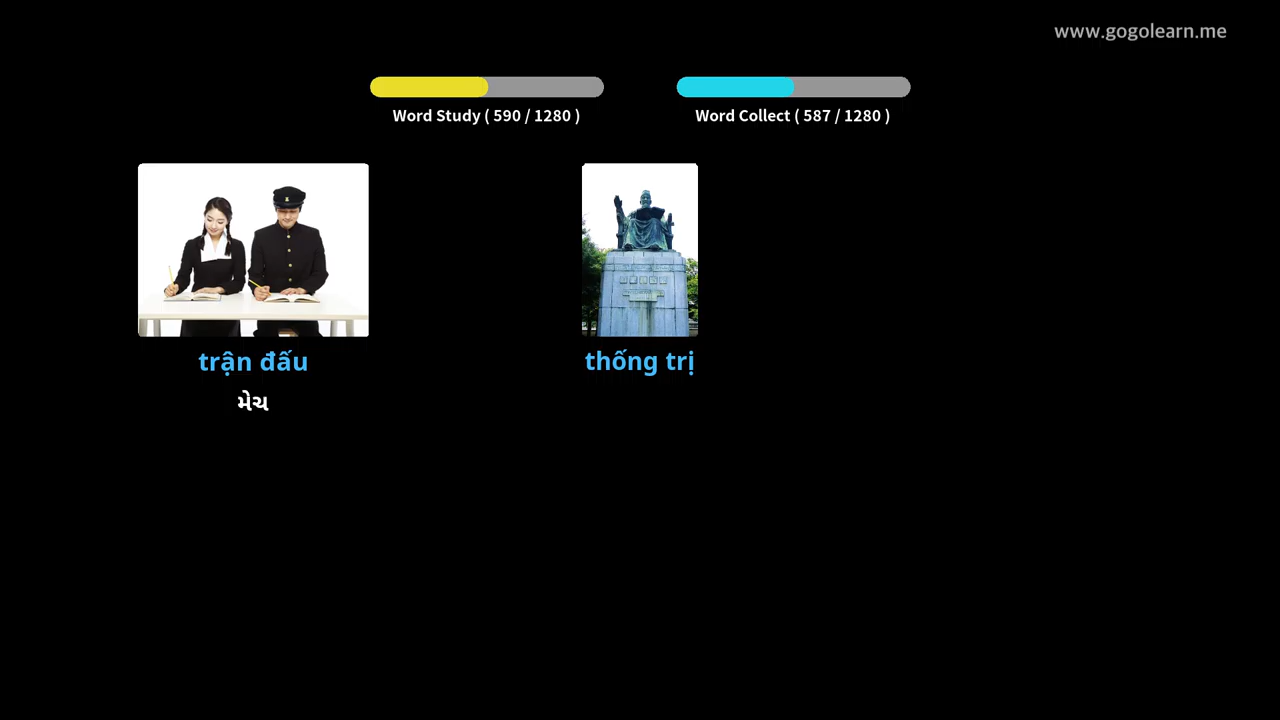 www.gogolearn.me
Word Study ( 590 / 1280 )
Word Collect ( 587 / 1280 )
trận đấu
thống trị
મેચ